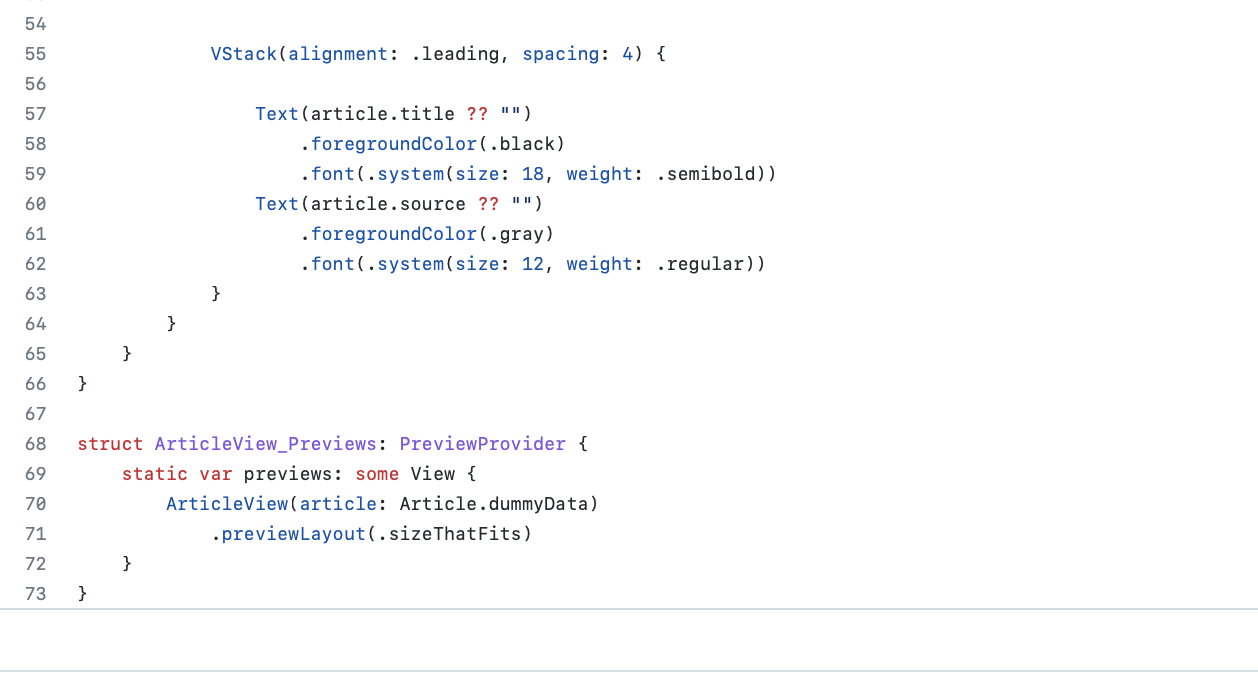 54
55 VStack(alignment: .leading, spacing: 4) {
56
57 Text(article.title ?? "")
58 .foregroundColor(.black)
59 .font(.system(size: 18, weight: .semibold))
60 Text(article.source ?? "")
61 .foregroundColor(.gray)
62 .font(.system(size: 12, weight: .regular))
63 }
64 }
65 }
66 }
67
68 struct ArticleView_Previews: PreviewProvider {
69 static var previews: some View {
70 ArticleView(article: Article.dummyData)
71 .previewLayout(.sizeThatFits)
72 }
73 }